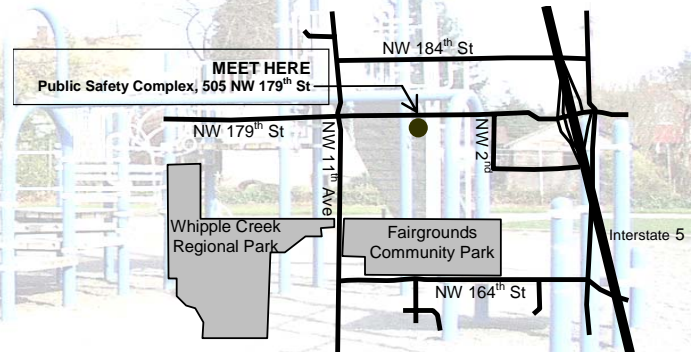 NW 184th St
MEET HERE
Public Safety Complex, 505 NW 179th St
NW 179th St
NW 11th Ave
NW 2nd
Whipple Creek
Regional Park
Fairgrounds
Community Park
Interstate 5
NW 164th St